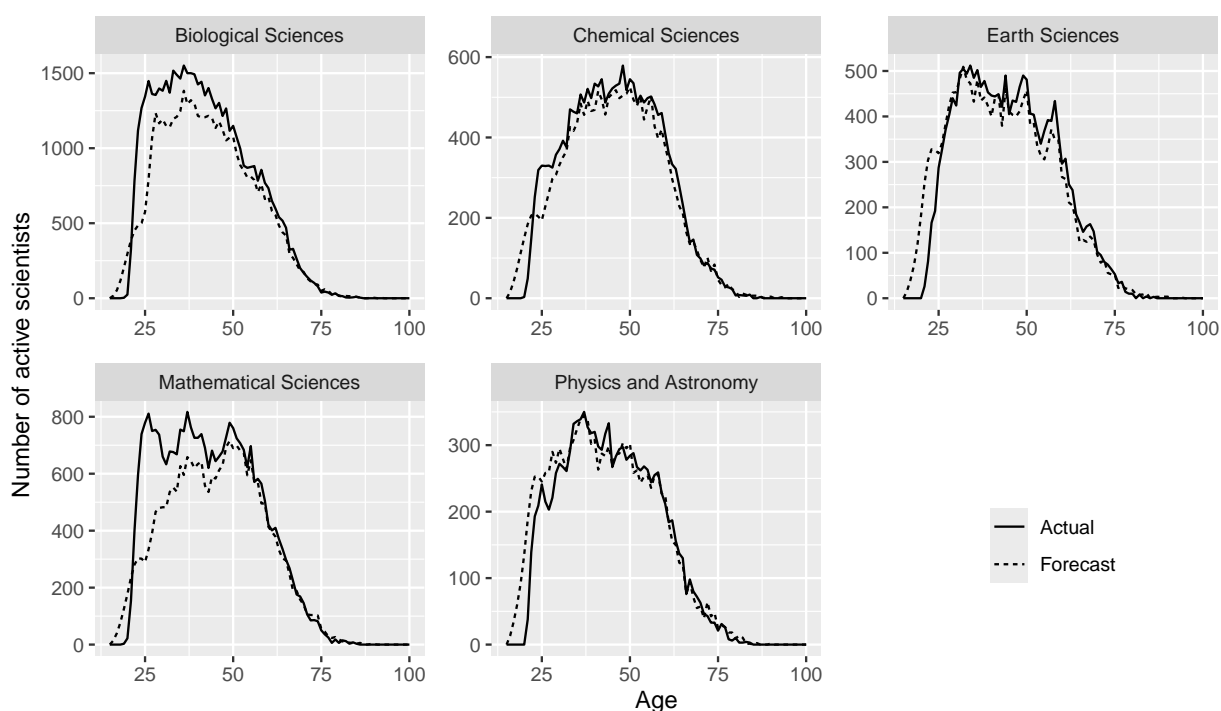 Biological Sciences
Chemical Sciences
Earth Sciences
1500
1000
500
0
25 50 75 100
600
400
200
0
25 50 75 100
500
400
300
200
100
0
25 50 75 100
Mathematical Sciences
Physics and Astronomy
800
600
400
200
0
25 50 75 100
300
200
100
0
25 50 75 100
Number of active scientists
Age
Actual
Forecast